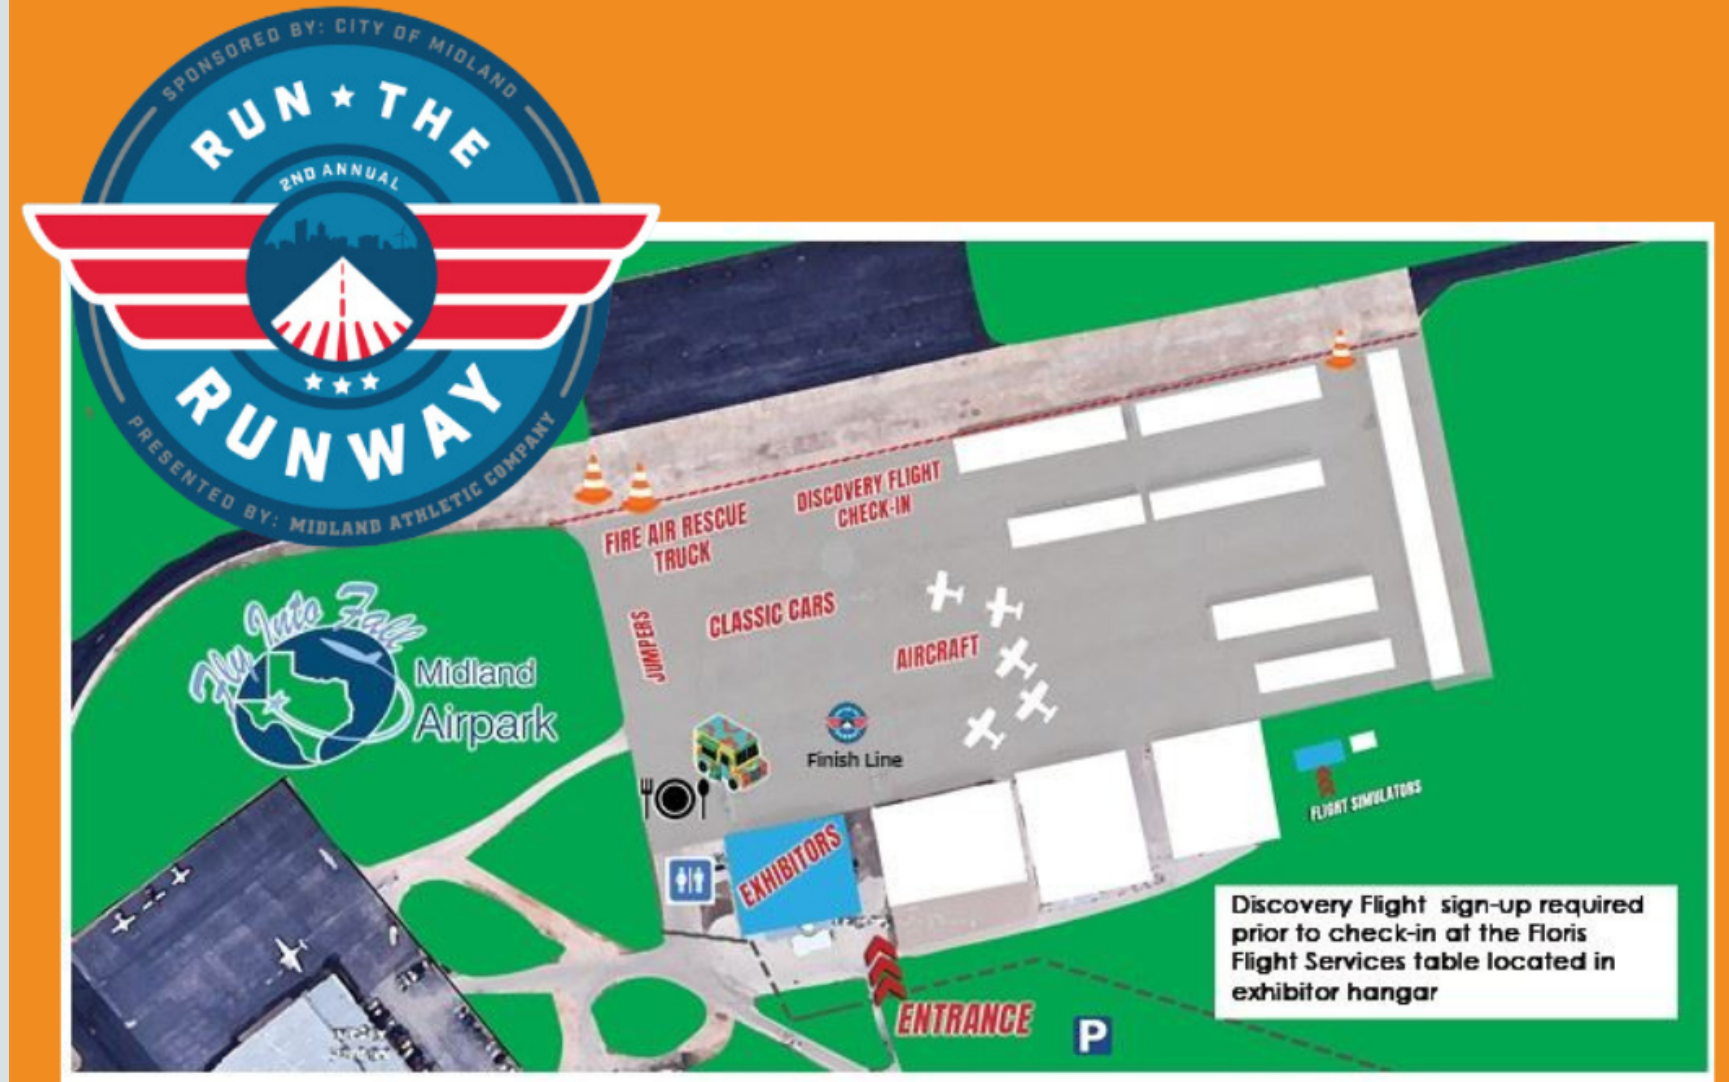 SPONSORED BY: CITY OF MIDLAND
RUN ★ THE
2ND ANNUAL
RUNWAY
PRESENTED BY: MIDLAND ATHLETIC COMPANY
Fly Into Fall
Midland
Airpark
FIRE AIR RESCUE
TRUCK
DISCOVERY FLIGHT
CHECK-IN
JUMPERS
CLASSIC CARS
AIRCRAFT
RUNWAY
Finish Line
EXHIBITORS
FLIGHT SIMULATORS
ENTRANCE
P
Discovery Flight sign-up required
prior to check-in at the Floris
Flight Services table located in
exhibitor hangar